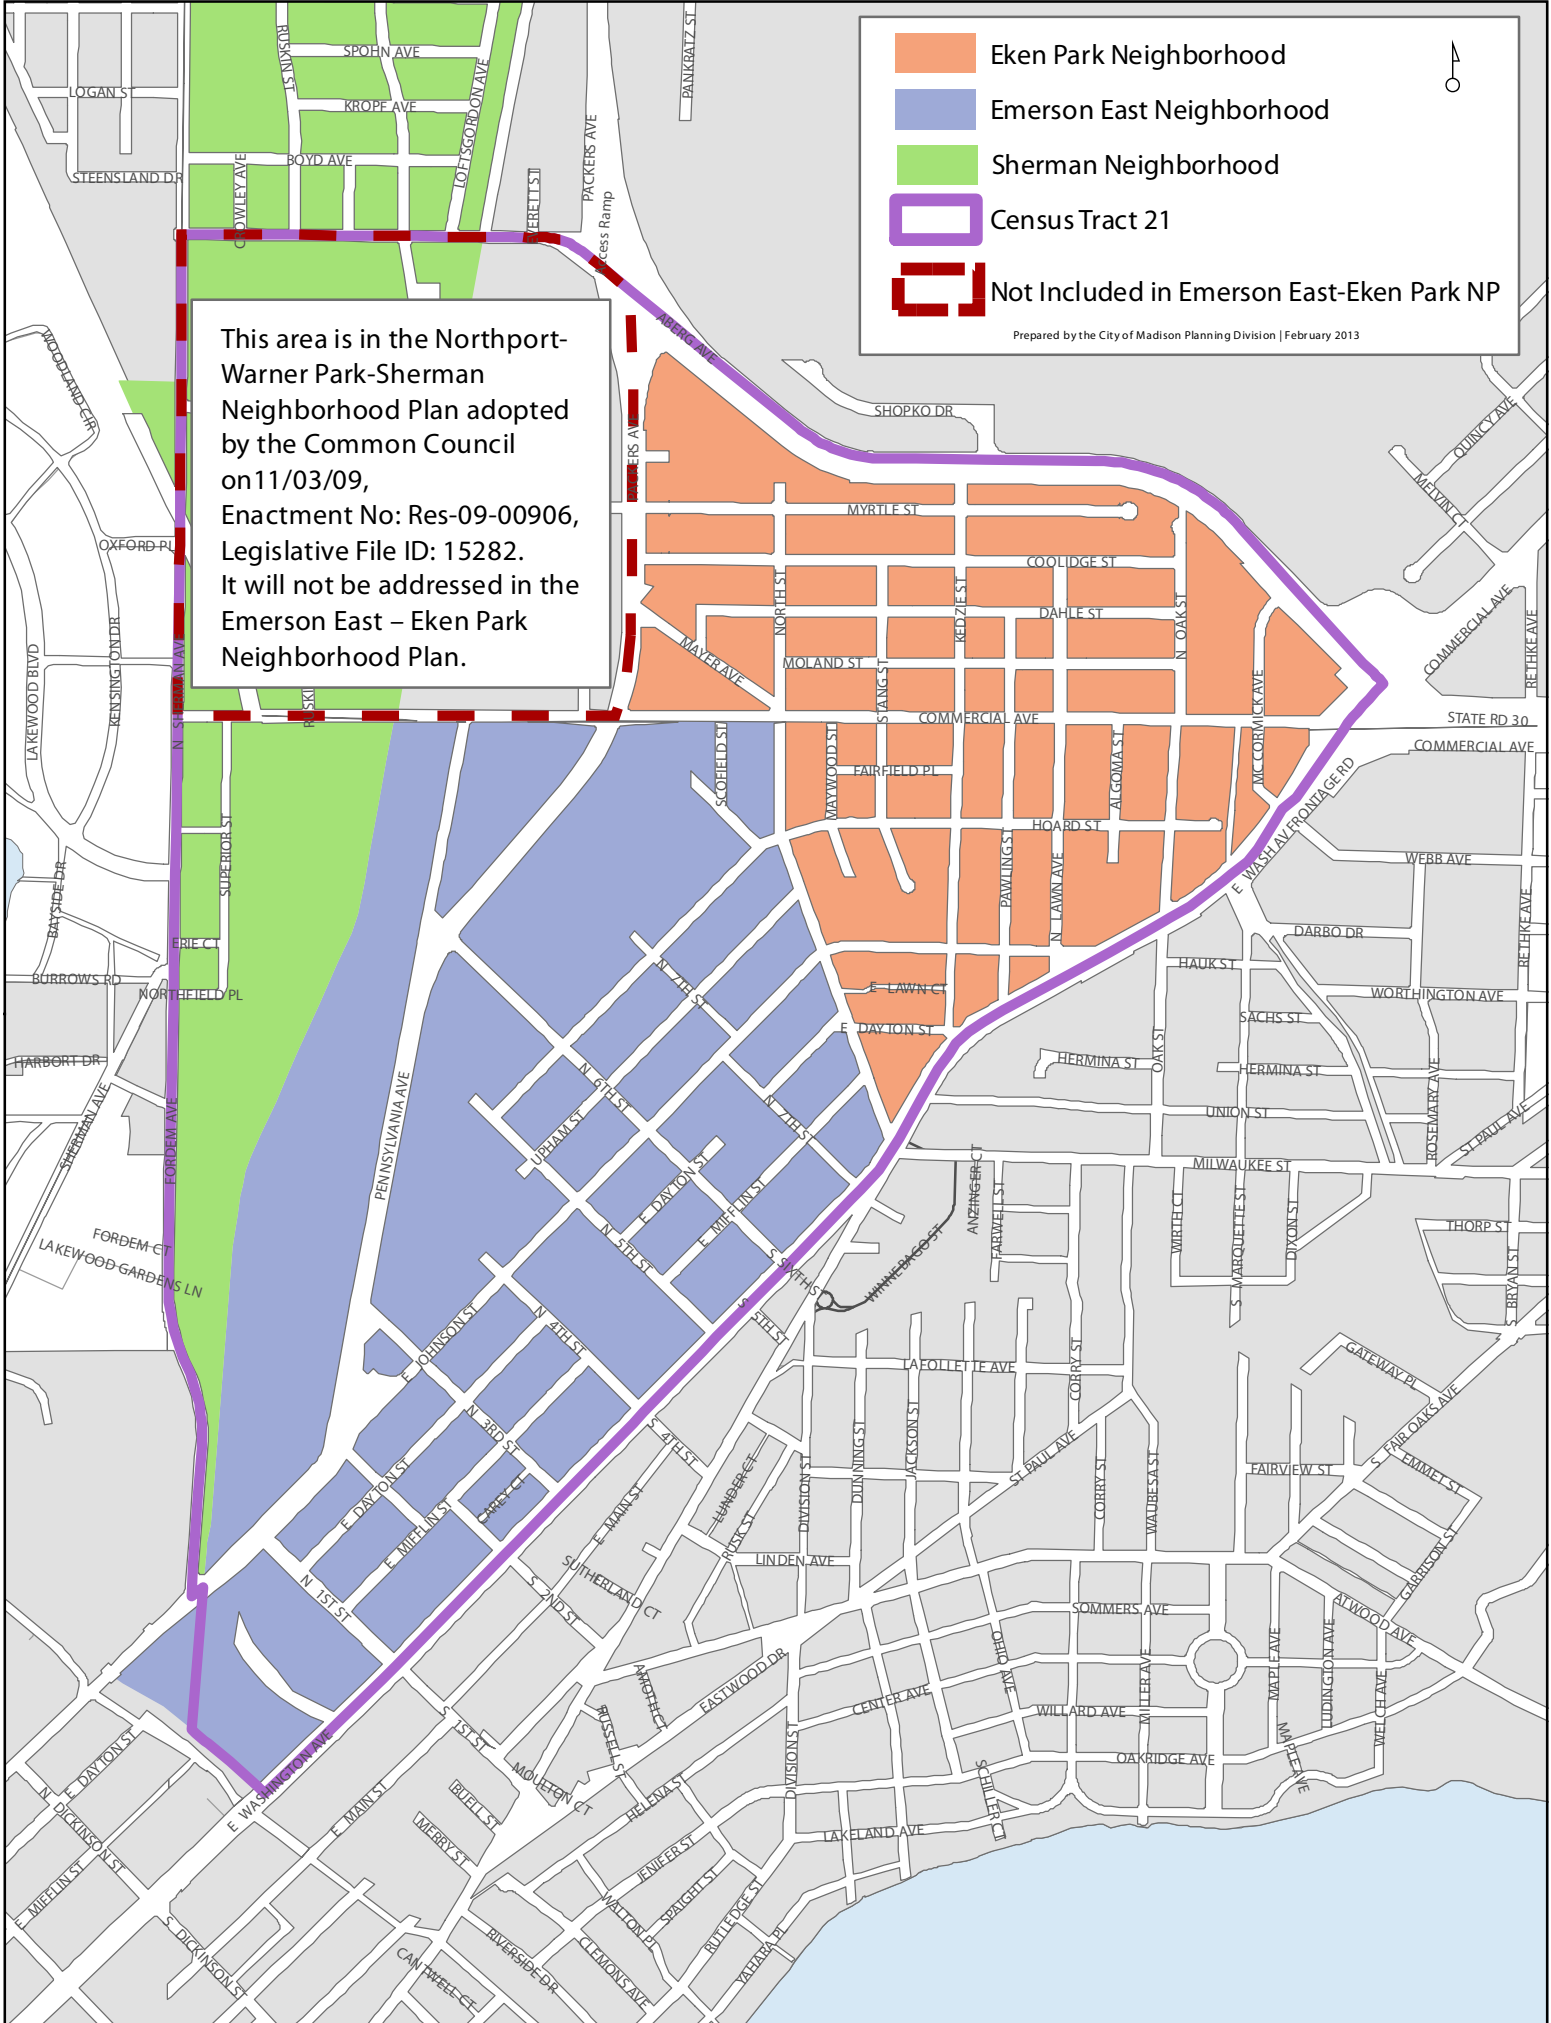 Eken Park Neighborhood
Emerson East Neighborhood
Sherman Neighborhood
Census Tract 21
Not Included in Emerson East-Eken Park NP
Prepared by the City of Madison Planning Division | February 2013
This area is in the Northport-
Warner Park-Sherman
Neighborhood Plan adopted
by the Common Council
on11/03/09,
Enactment No: Res-09-00906,
Legislative File ID: 15282.
It will not be addressed in the
Emerson East – Eken Park
Neighborhood Plan.
RUSKIN ST
SPOHN AVE
PANKRATZ ST
LOGAN ST
KROPF AVE
LOFTSGORDON AVE
PACKERS AVE
BOYD AVE
STEENSLAND DR
CROWLEY AVE
EVERETT ST
Access Ramp
ABERG AVE
WOODLAND CIR
SHOPKO DR
QUINCY AVE
MELVIN CT
PACKERS AVE
MYRTLE ST
OXFORD PL
COOLIDGE ST
NORTH ST
KEDZIE ST
DAHLE ST
N OAK ST
COMMERCIAL AVE
RETHKE AVE
LAKEWOOD BLVD
KENSINGTON DR
N SHERMAN AVE
MAYER AVE
MOLAND ST
STANG ST
MC CORMICK AVE
COMMERCIAL AVE
STATE RD 30
COMMERCIAL AVE
SCOFIELD ST
MAYWOOD ST
FAIRFIELD PL
ALGOMA ST
E WASH AV FRONTAGE RD
HOARD ST
SUPERIOR ST
WEBB AVE
BAYSIDE DR
PAWLING ST
N LAWN AVE
RETHKE AVE
ERIE CT
DARBO DR
BURROWS RD
NORTHFIELD PL
N 7TH ST
E LAWN CT
HAUK ST
WORTHINGTON AVE
E DAYTON ST
SACHS ST
HARBORT DR
HERMINA ST
OAK ST
HERMINA ST
N 6TH ST
UPHAM ST
N 7TH ST
UNION ST
ROSEMARY AVE
ST PAUL AVE
SHERMAN AVE
FORDEM AVE
PENNSYLVANIA AVE
MILWAUKEE ST
E DAYTON ST
E MIFFLIN ST
ANZINGER CT
FARWELL ST
WIRTH CT
S MARQUETTE ST
DIXON ST
THORP ST
S BRYAN ST
FORDEM CT
LAKEWOOD GARDENS LN
N 5TH ST
S SIXTH ST
WINNEBAGO ST
S 5TH ST
N 4TH ST
E JOHNSON ST
LAFOLLETTE AVE
CORRY ST
GATEWAY PL
N 3RD ST
S 4TH ST
S FAIR OAKS AVE
DUNNING ST
JACKSON ST
ST PAUL AVE
EMMET ST
FAIRVIEW ST
E DAYTON ST
E MIFFLIN ST
CAREY CT
E MAIN ST
LUNDER CT
RUSK ST
DIVISION ST
CORRY ST
WAUBESA ST
GARRISON ST
LINDEN AVE
N 1ST ST
S 2ND ST
SUTHERLAND CT
SOMMERS AVE
ATWOOD AVE
OHIO AVE
MILLER AVE
MAPLE AVE
LUDINGTON AVE
WELCH AVE
AMOTH CT
EASTWOOD DR
CENTER AVE
WILLARD AVE
RUSSELL ST
S 1ST ST
E WASHINGTON AVE
E DAYTON ST
MOULTON CT
DIVISION ST
SCHILLER CT
OAKRIDGE AVE
MAPLE AVE
N DICKINSON ST
E MAIN ST
BUELL ST
MERRY ST
HELENA ST
JENIFER ST
LAKELAND AVE
E MIFFLIN ST
S DICKINSON ST
WALTON PL
SPAIGHT ST
RUTLEDGE ST
YAHARA PL
RIVERSIDE DR
CLEMONS AVE
CANTWELL CT